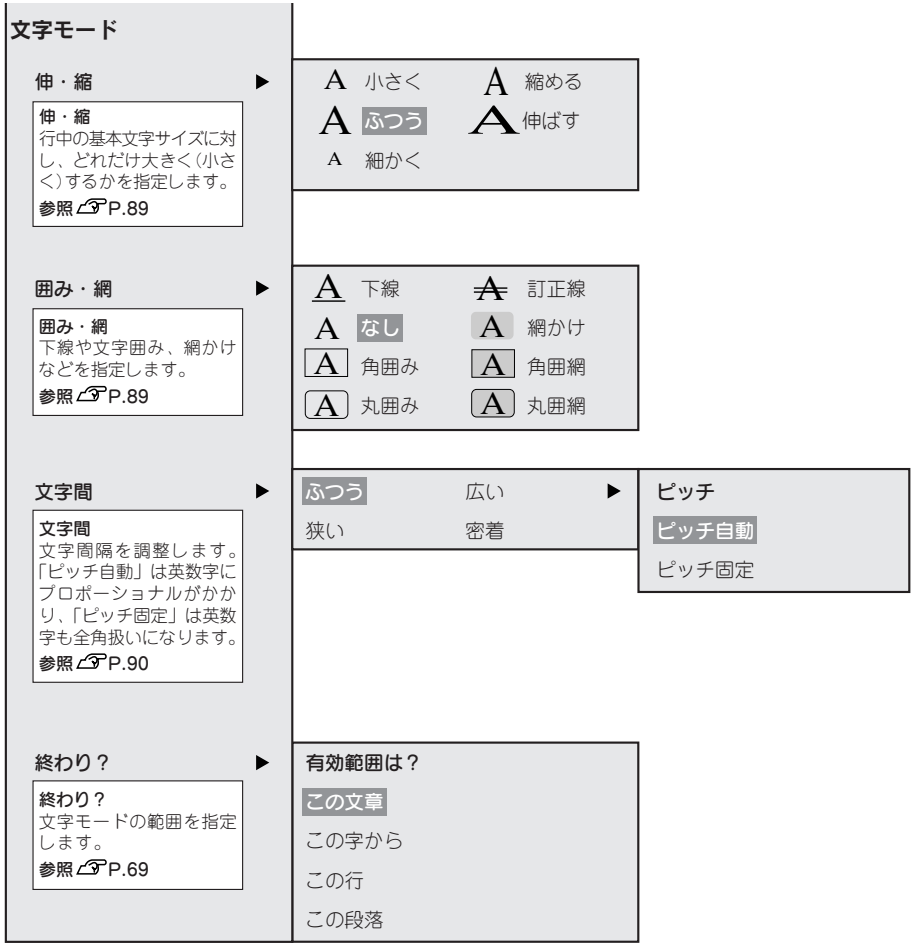 文字モード
伸・縮
伸・縮
行中の基本文字サイズに対
し、どれだけ大きく(小さ
く)するかを指定します。
参照 P.89
A 小さく A 縮める
A ふつう A 伸ばす
A 細かく
囲み・網
囲み・網
下線や文字囲み、網かけ
などを指定します。
参照 P.89
A 下線 A 訂正線
A なし A 網かけ
A 角囲み A 角囲網
A 丸囲み A 丸囲網
文字間
文字間
文字間隔を調整します。
「ピッチ自動」は英数字に
プロポーショナルがかか
り、「ピッチ固定」は英数
字も全角扱いになります。
参照 P.90
ふつう 広い
狭い 密着
ピッチ
ピッチ自動
ピッチ固定
終わり?
終わり?
文字モードの範囲を指定
します。
参照 P.69
有効範囲は?
この文章
この字から
この行
この段落